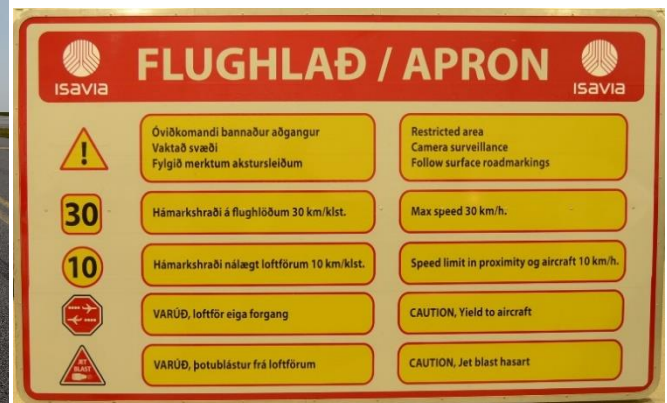 FLUGHLAÐ / APRON
ISAVIA
ISAVIA
Óviðkomandi bannaður aðgangur
Vaktað svæði
Fylgið merktum akstursleiðum
Restricted area
Camera surveillance
Follow surface roadmarkings
!
30
Hámarkshraði á flughlöðum 30 km/klst.
Max speed 30 km/h.
10
Hámarkshraði nálægt loftförum 10 km/klst.
Speed limit in proximity og aircraft 10 km/h.
VARÚÐ, loftför eiga forgang
CAUTION, Yield to aircraft
JET
BLAST
VARÚÐ, þotublástur frá loftförum
CAUTION, Jet blast hasart